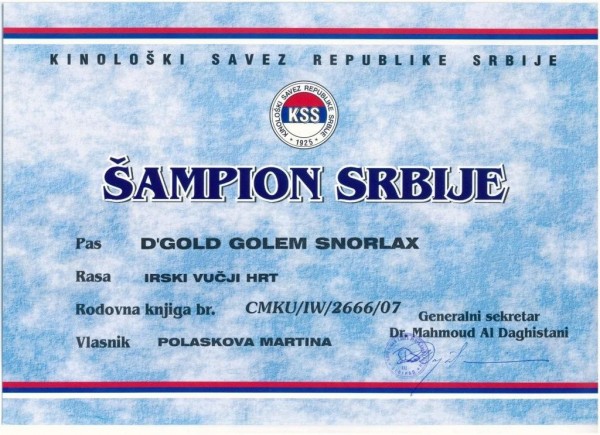 KINOLOŠKI SAVEZ REPUBLIKE SRBIJE
KINOLOŠKI SAVEZ REPUBLIKE SRBIJE
KSS
• 1925 •
ŠAMPION SRBIJE
Pas D'GOLD GOLEM SNORLAX
Rasa IRSKI VUČJI HRT
Rodovna knjiga br. CMKU/IW/2666/07
Generalni sekretar
Dr. Mahmoud Al Daghistani
Vlasnik POLASKOVA MARTINA